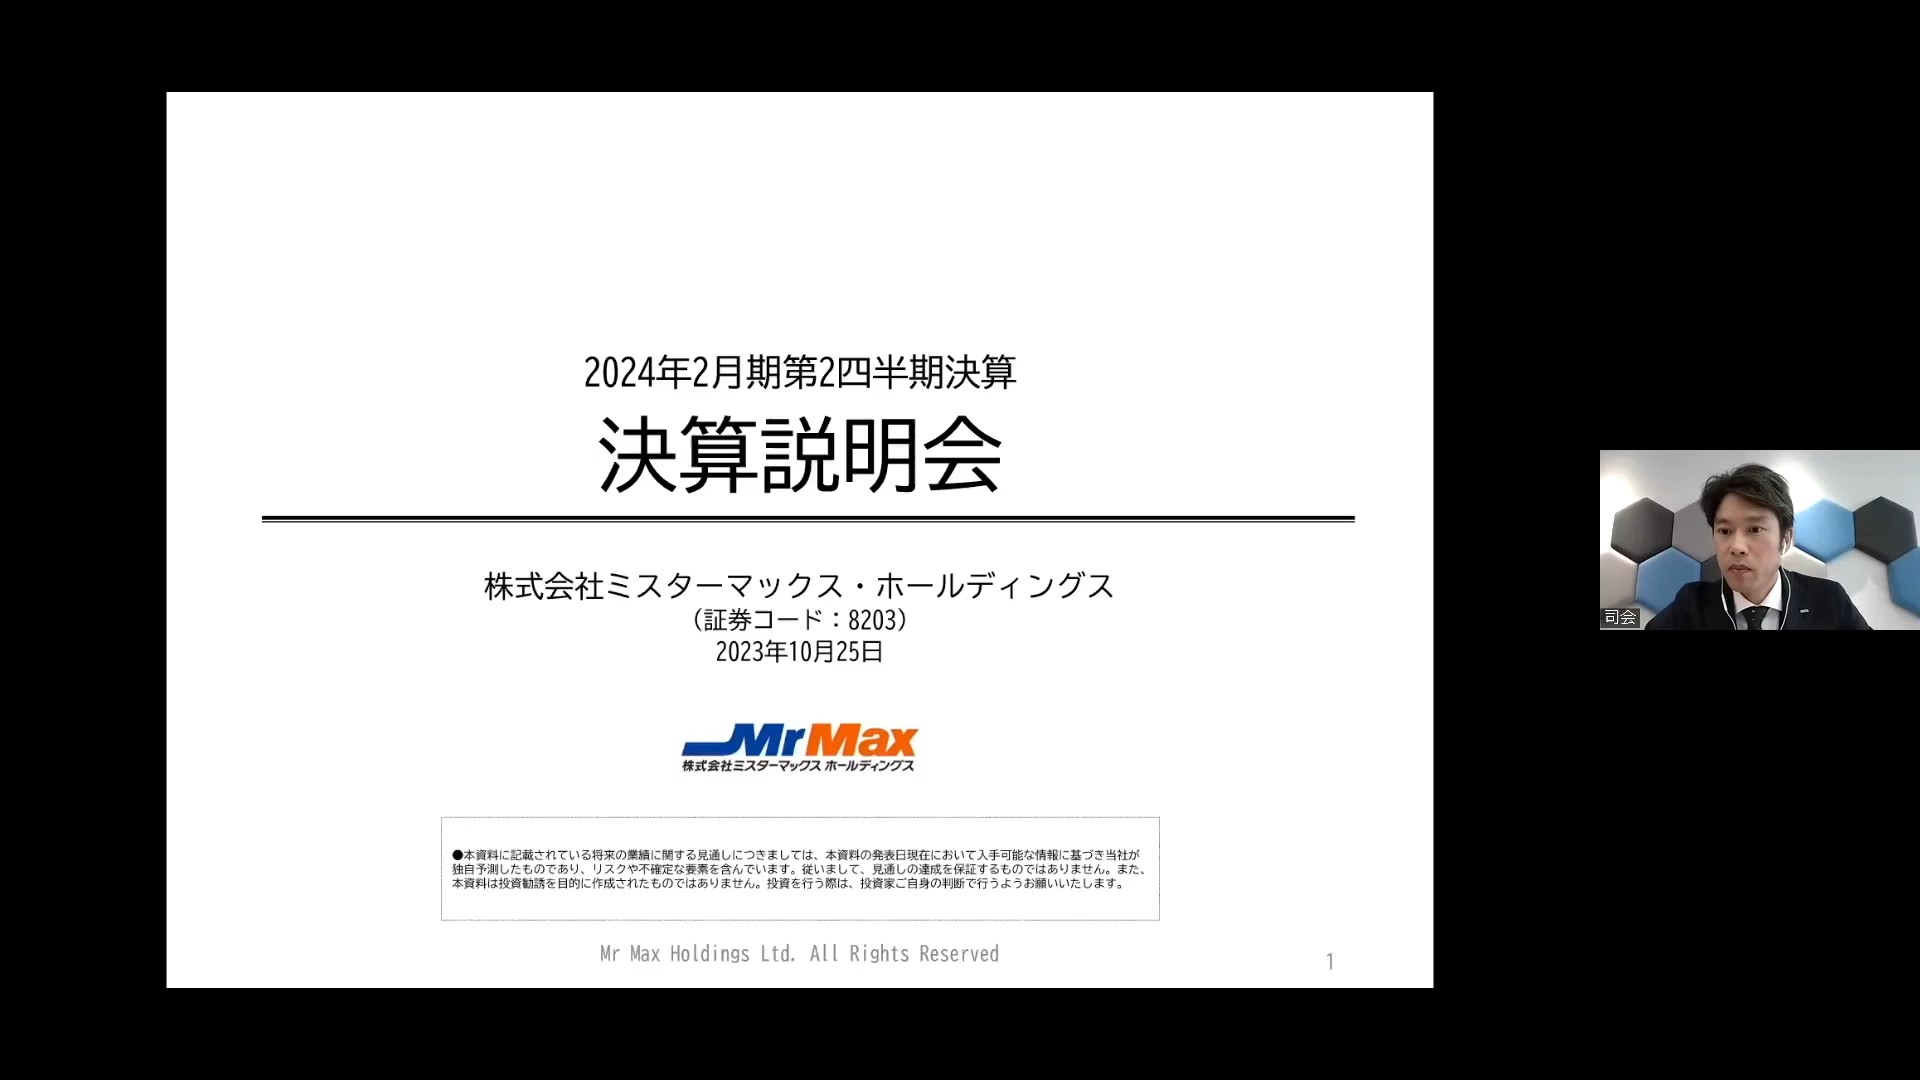 2024年2月期第2四半期決算
決算説明会
株式会社ミスターマックス・ホールディングス
（証券コード：8203）
2023年10月25日
MrMax
株式会社ミスターマックス ホールディングス
●本資料に記載されている将来の業績に関する見通しにつきましては、本資料の発表日現在において入手可能な情報に基づき当社が
独自予測したものであり、リスクや不確定な要素を含んでいます。従いまして、見通しの達成を保証するものではありません。また、
本資料は投資勧誘を目的に作成されたものではありません。投資を行う際は、投資家ご自身の判断で行うようお願いいたします。
Mr Max Holdings Ltd. All Rights Reserved
1
司会